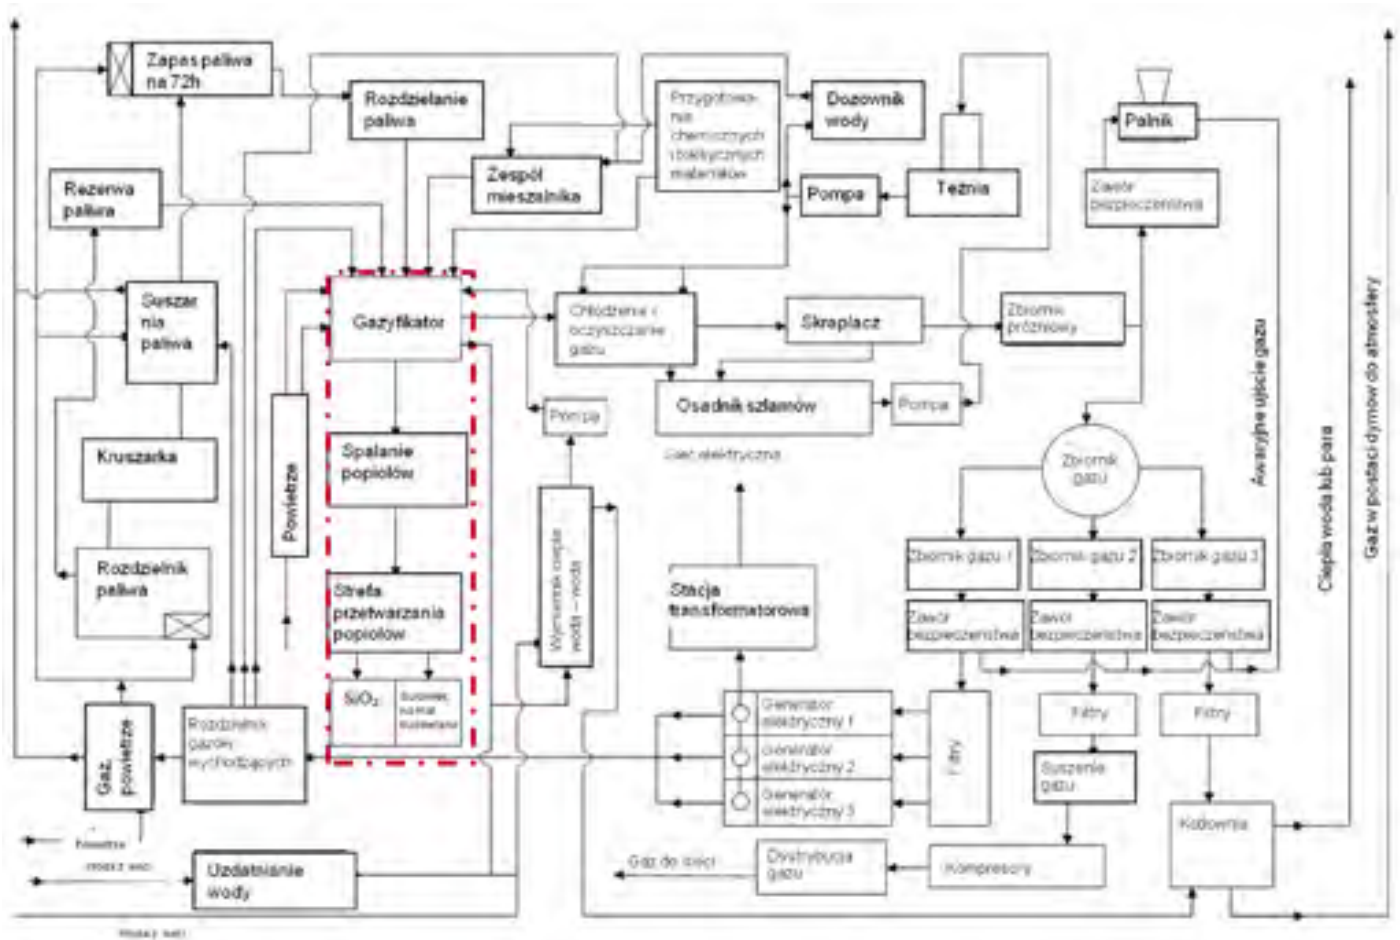 Zapas paliwa
na 72h
Rozdzielanie
paliwa
Przygotowa-
nia
chemicznych
materiałów
Dozownik
wody
Palnik
Rezerwa
paliwa
Zespół
mieszalnika
Pompa
Tężnia
Zawór
bezpieczeństwa
Suszar
nia
paliwa
Gazyfikator
Chłodzenie i
oczyszczanie
gazu
Skraplacz
Zbiornik
próżniowy
Osadnik szlamów
Pompa
Pompa
Kruszarka
Powietrze
Spalanie
popiołów
Sieć elektryczna
Zbiornik
gazu
Awaryjne ujście gazu
Ciepła woda lub para
Gaz w postaci dymów do atmosfery
Rozdzielnik
paliwa
Strefa
przetwarzania
popiołów
Wymiennik ciepła
woda – woda
Stacja
transformatorowa
Zbiornik gazu 1
Zbiornik gazu 2
Zbiornik gazu 3
Zawór
bezpieczeństwa
Zawór
bezpieczeństwa
Zawór
bezpieczeństwa
SiO2
Gaz,
powietrze
Rozdzielnik
gazów
wychodzących
Generator
elektryczny 1
Generator
elektryczny 2
Generator
elektryczny 3
Filtry
Filtry
Filtry
Suszenie
gazu
Kotłownia
Uzdatnianie
wody
Gaz do sieci
Dystrybucja
gazu
Kompresory